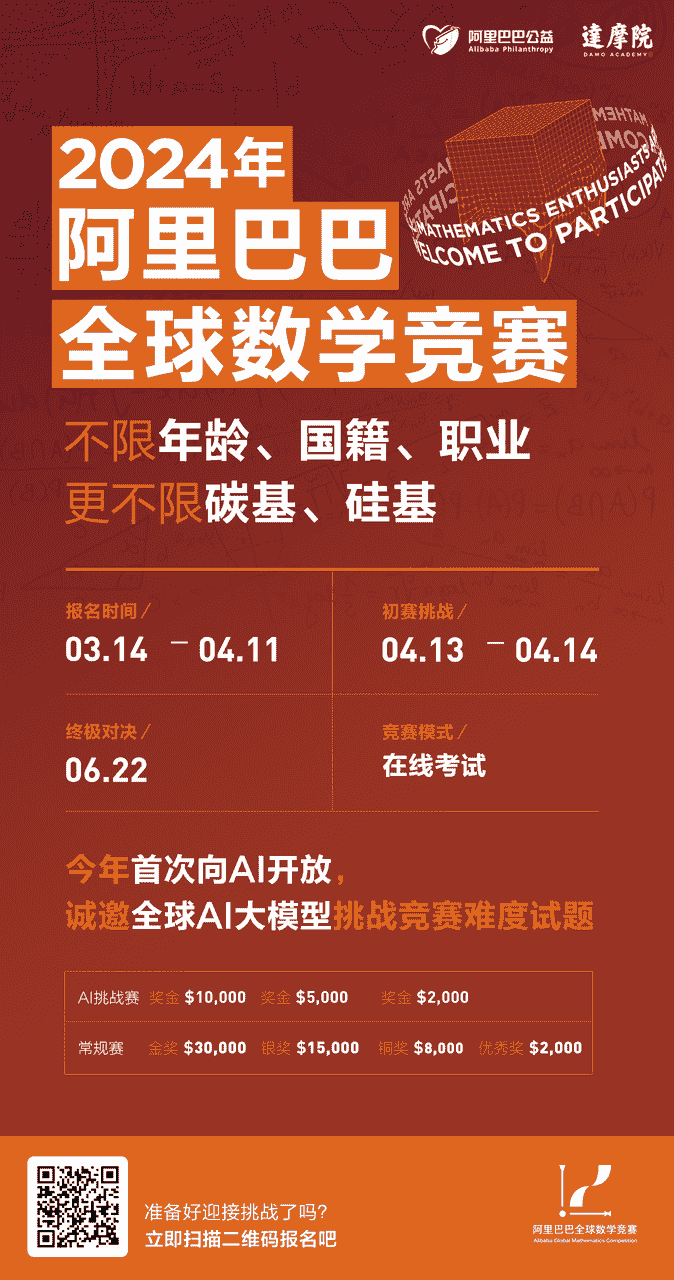 阿里巴巴公益
Alibaba Philanthropy
達摩院
DAMO ACADEMY
MATHEMATICS ENTHUSIASTS
WELCOME TO PARTICIPATE
2024年
阿里巴巴
全球数学竞赛
不限年龄、国籍、职业
更不限碳基、硅基
报名时间/
03.14 – 04.11
初赛挑战/
04.13 – 04.14
终极对决/
06.22
竞赛模式/
在线考试
今年首次向AI开放,
诚邀全球AI大模型挑战竞赛难度试题
AI挑战赛 奖金 $10,000 奖金 $5,000 奖金 $2,000
常规赛 金奖 $30,000 银奖 $15,000 铜奖 $8,000 优秀奖 $2,000
准备好迎接挑战了吗?
立即扫描二维码报名吧
阿里巴巴全球数学竞赛
Alibaba Global Mathematics Competition